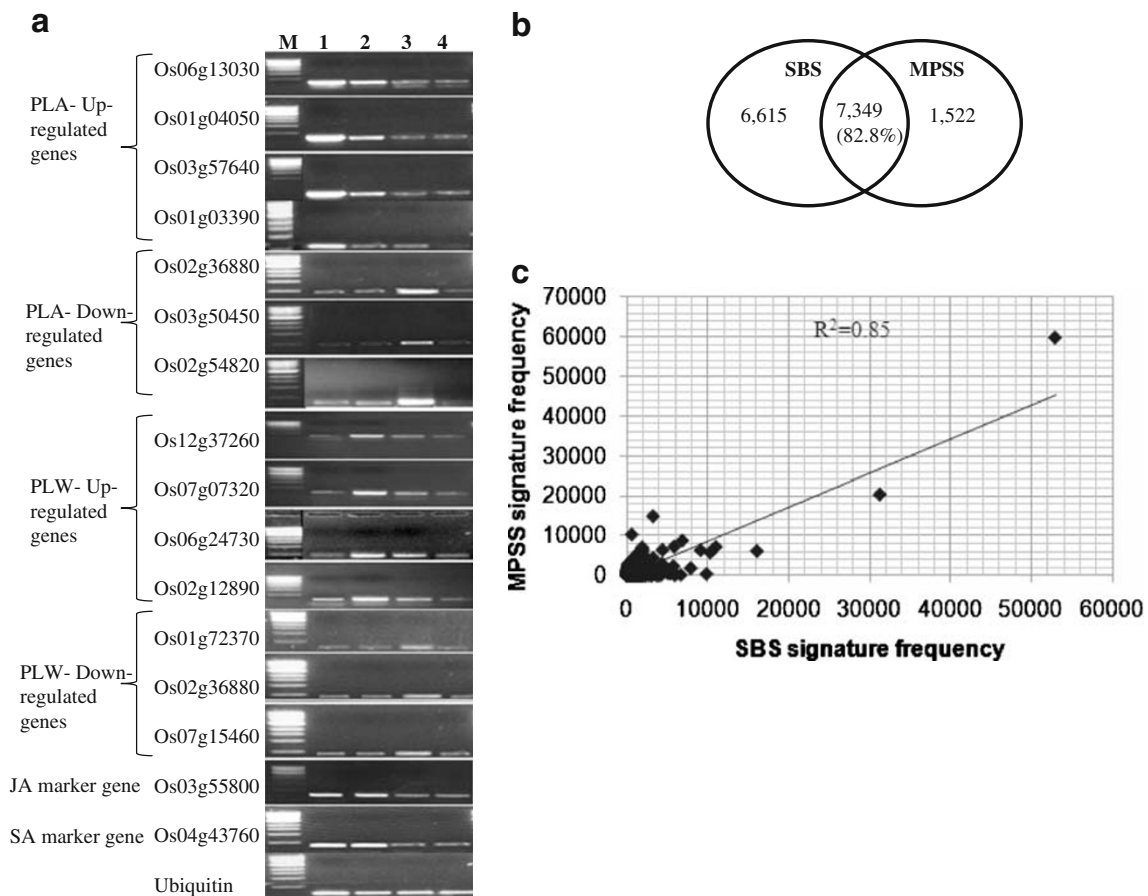 a
M 1 2 3 4
PLA- Up-
regulated
genes
Os06g13030
Os01g04050
Os03g57640
Os01g03390
PLA- Down-
regulated
genes
Os02g36880
Os03g50450
Os02g54820
PLW- Up-
regulated
genes
Os12g37260
Os07g07320
Os06g24730
Os02g12890
PLW- Down-
regulated
genes
Os01g72370
Os02g36880
Os07g15460
JA marker gene Os03g55800
SA marker gene Os04g43760
Ubiquitin
b
SBS MPSS
6,615 7,349 1,522
(82.8%)
c
R²=0.85
MPSS signature frequency
70000
60000
50000
40000
30000
20000
10000
0
0 10000 20000 30000 40000 50000 60000
SBS signature frequency